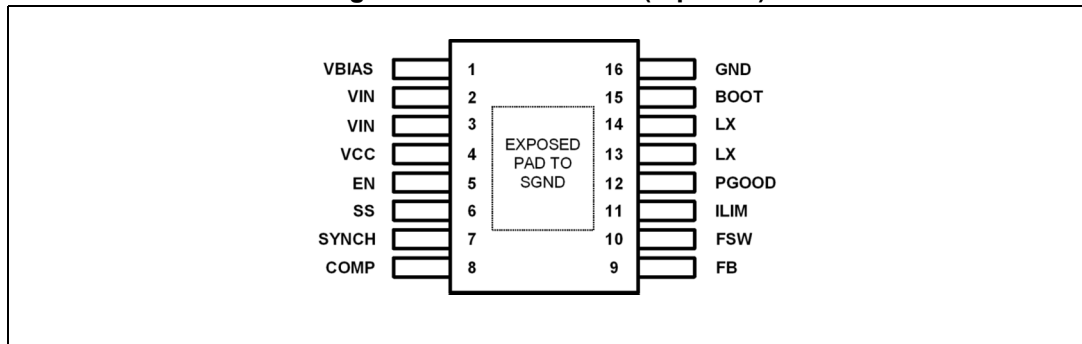 VBIAS 1 16 GND
VIN 2 15 BOOT
VIN 3 14 LX
VCC 4 13 LX
EN 5 12 PGOOD
SS 6 11 ILIM
SYNCH 7 10 FSW
COMP 8 9 FB
EXPOSED
PAD TO
SGND